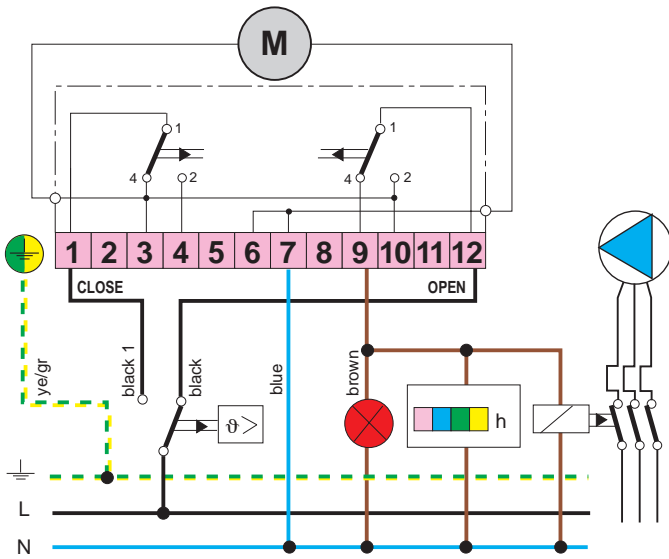 M
1
1
4
2
4
2
1 2 3 4 5 6 7 8 9 10 11 12
CLOSE
OPEN
ye/gr
black 1
black
blue
brown
ϑ >
h
L
N